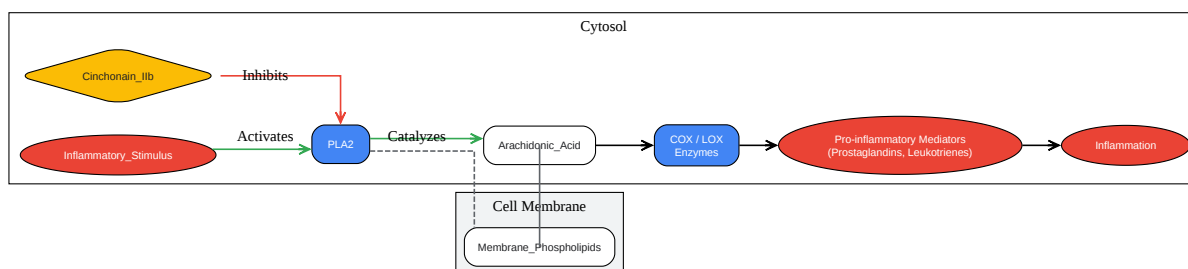 Cytosol
Cinchonain_IIb
Inhibits
Inflammatory_Stimulus
Activates
PLA2
Catalyzes
Arachidonic_Acid
COX / LOX
Enzymes
Pro-inflammatory Mediators
(Prostaglandins, Leukotrienes)
Inflammation
Cell Membrane
Membrane_Phospholipids